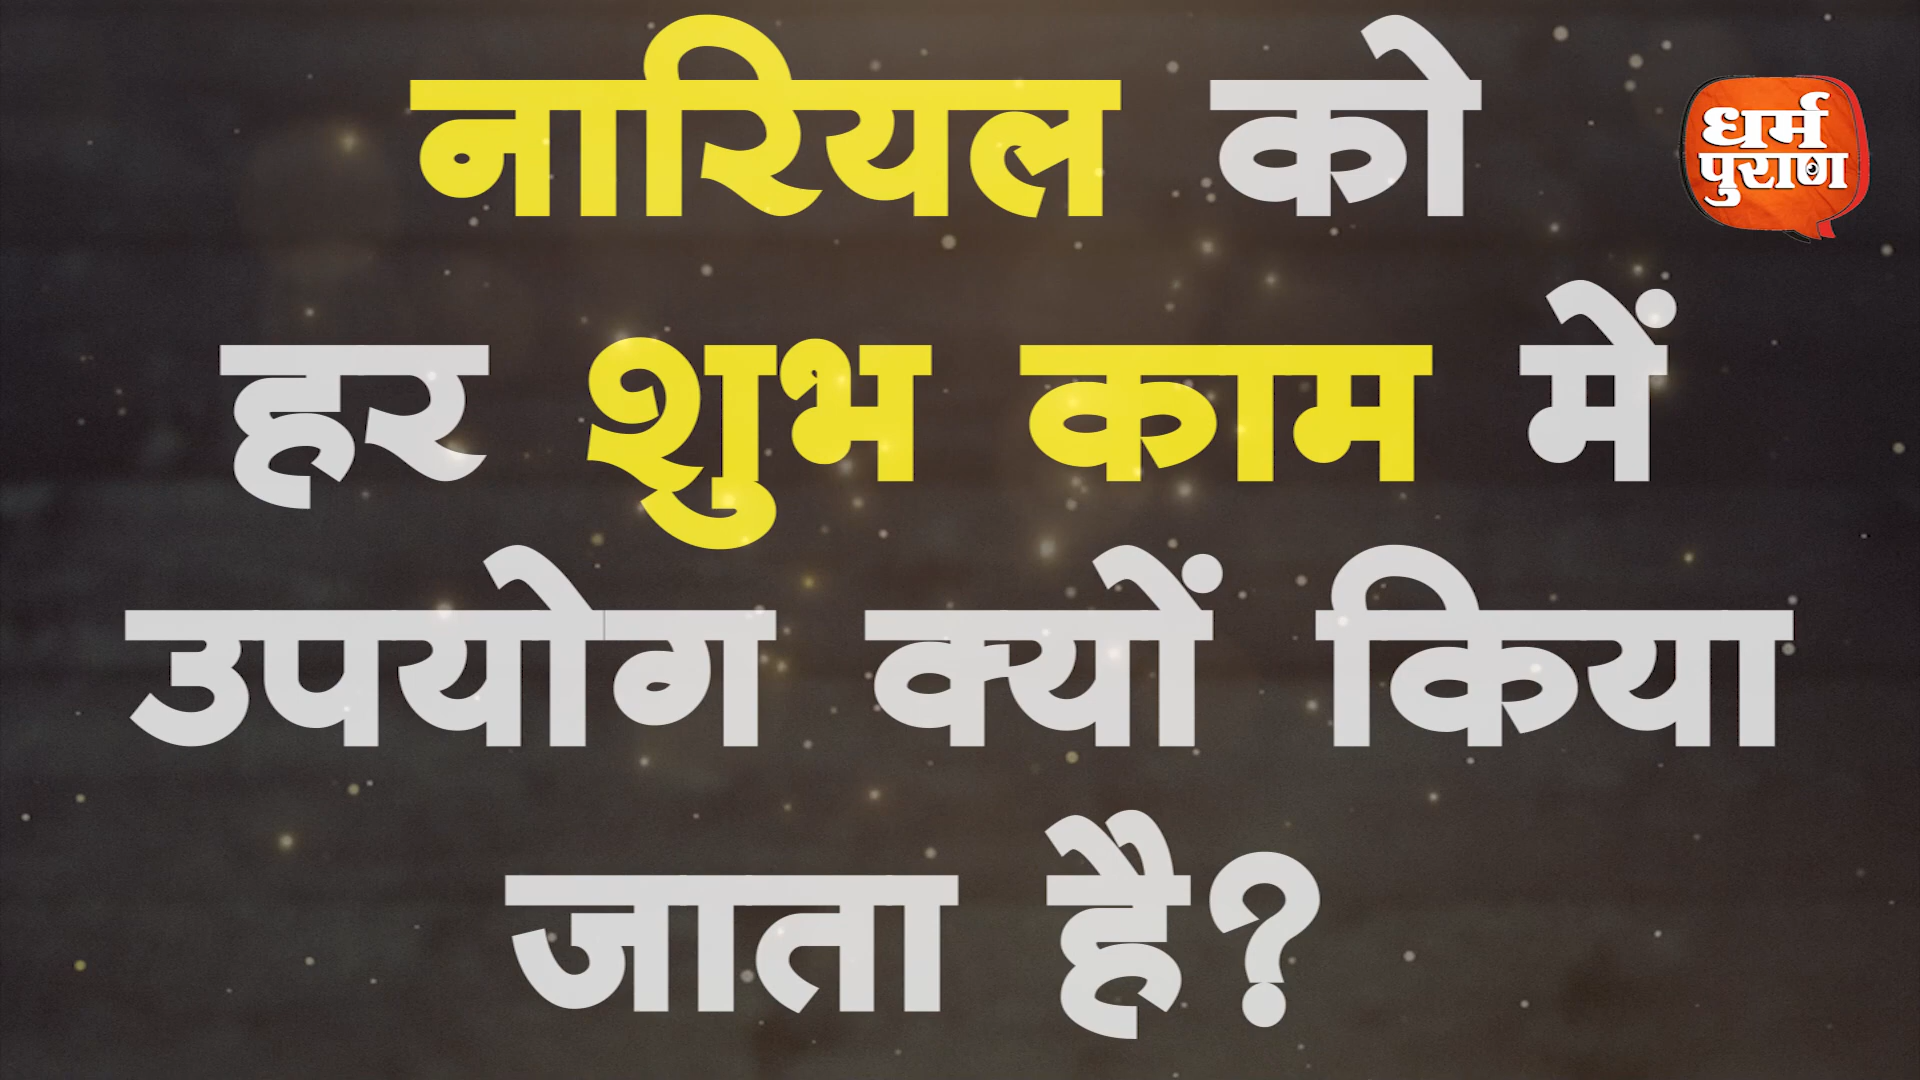 नारियल को
हर शुभ काम में
उपयोग क्यों किया
जाता है?
धर्म
पुराण